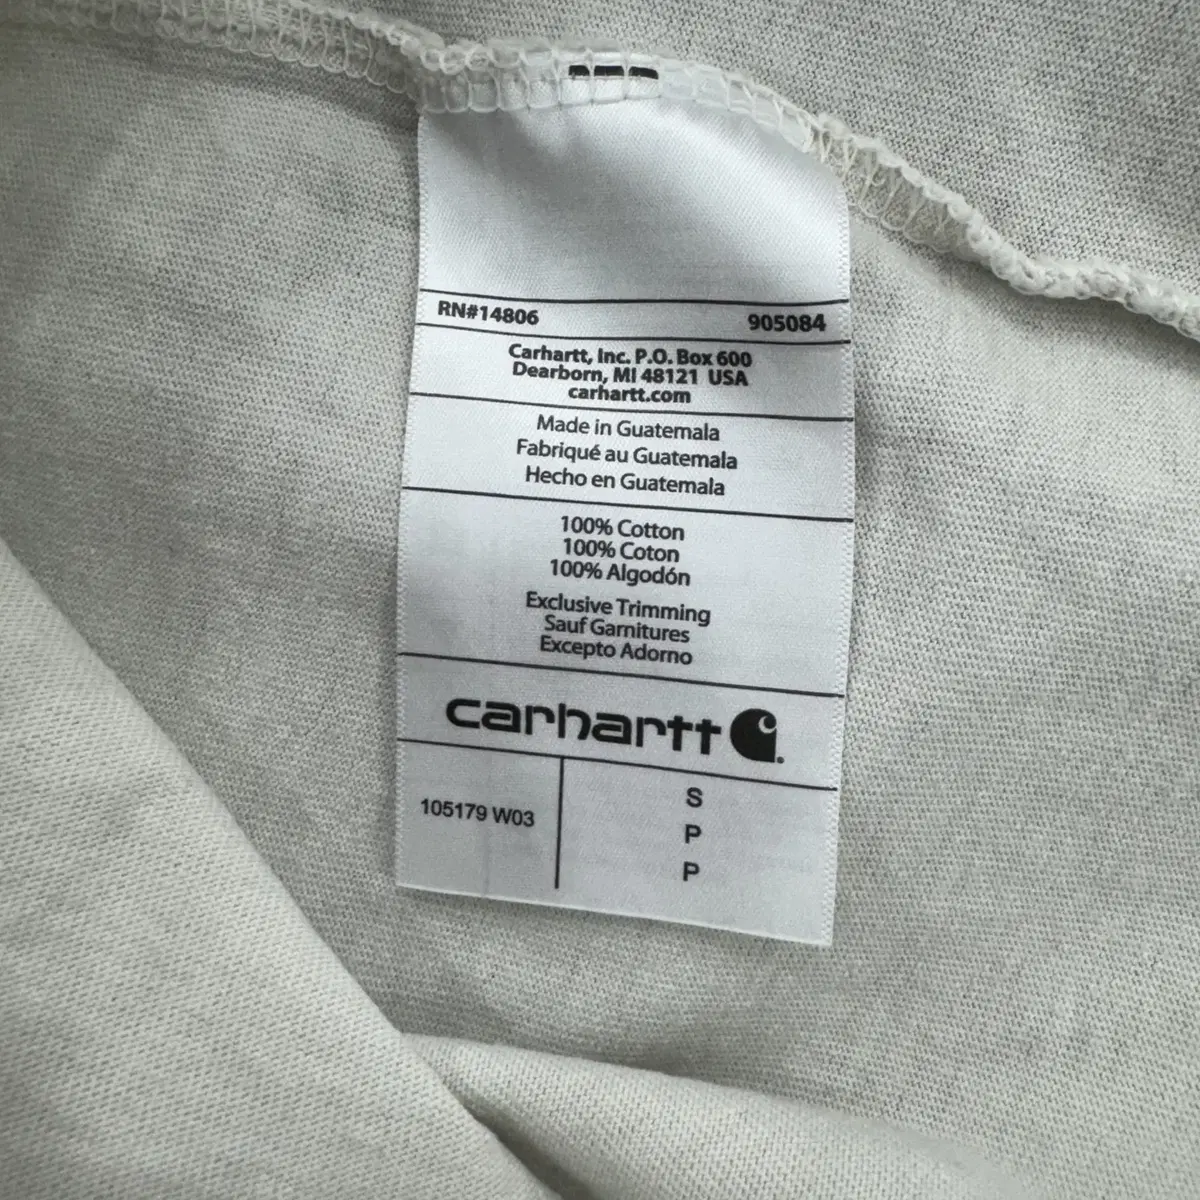 RN#14806 905084
Carhartt, Inc. P.O. Box 600
Dearborn, MI 48121 USA
carhartt.com
Made in Guatemala
Fabriqué au Guatemala
Hecho en Guatemala
100% Cotton
100% Coton
100% Algodón
Exclusive Trimming
Sauf Garnitures
Excepto Adorno
carhartt
105179 W03
S
P
P